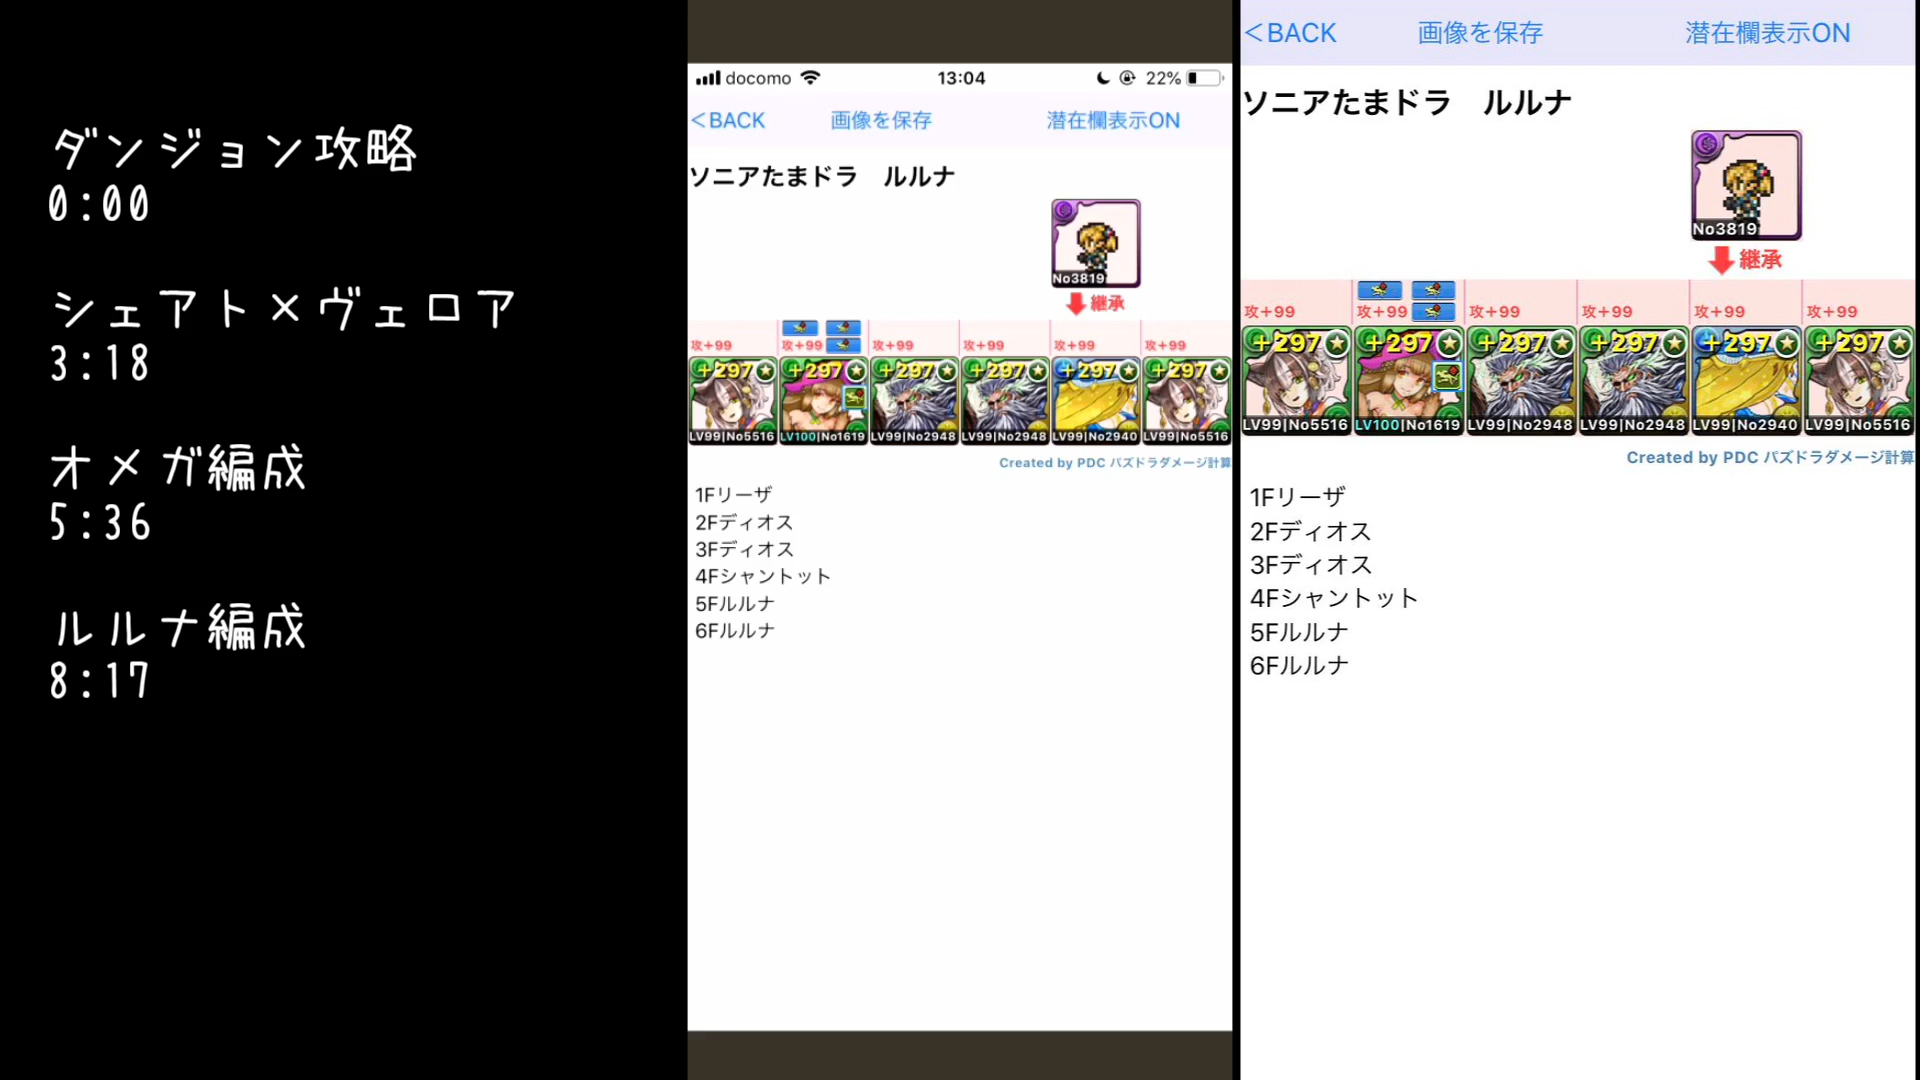 ダンジョン攻略
0:00
シェアト×ヴェロア
3:18
オメガ編成
5:36
ルルナ編成
8:17
docomo 13:04 22%
<BACK 画像を保存 潜在欄表示ON
ソニアたまドラ　ルルナ
No3819
継承
攻+99 攻+99 攻+99 攻+99 攻+99 攻+99
+297 +297 +297 +297 +297 +297
LV99|No5516 LV100|No1619 LV99|No2948 LV99|No2948 LV99|No2940 LV99|No5516
Created by PDC パズドラダメージ計算
1Fリーザ
2Fディオス
3Fディオス
4Fシャントット
5Fルルナ
6Fルルナ
<BACK 画像を保存 潜在欄表示ON
ソニアたまドラ　ルルナ
No3819
継承
攻+99 攻+99 攻+99 攻+99 攻+99 攻+99
+297 +297 +297 +297 +297 +297
LV99|No5516 LV100|No1619 LV99|No2948 LV99|No2948 LV99|No2940 LV99|No5516
Created by PDC パズドラダメージ計算
1Fリーザ
2Fディオス
3Fディオス
4Fシャントット
5Fルルナ
6Fルルナ